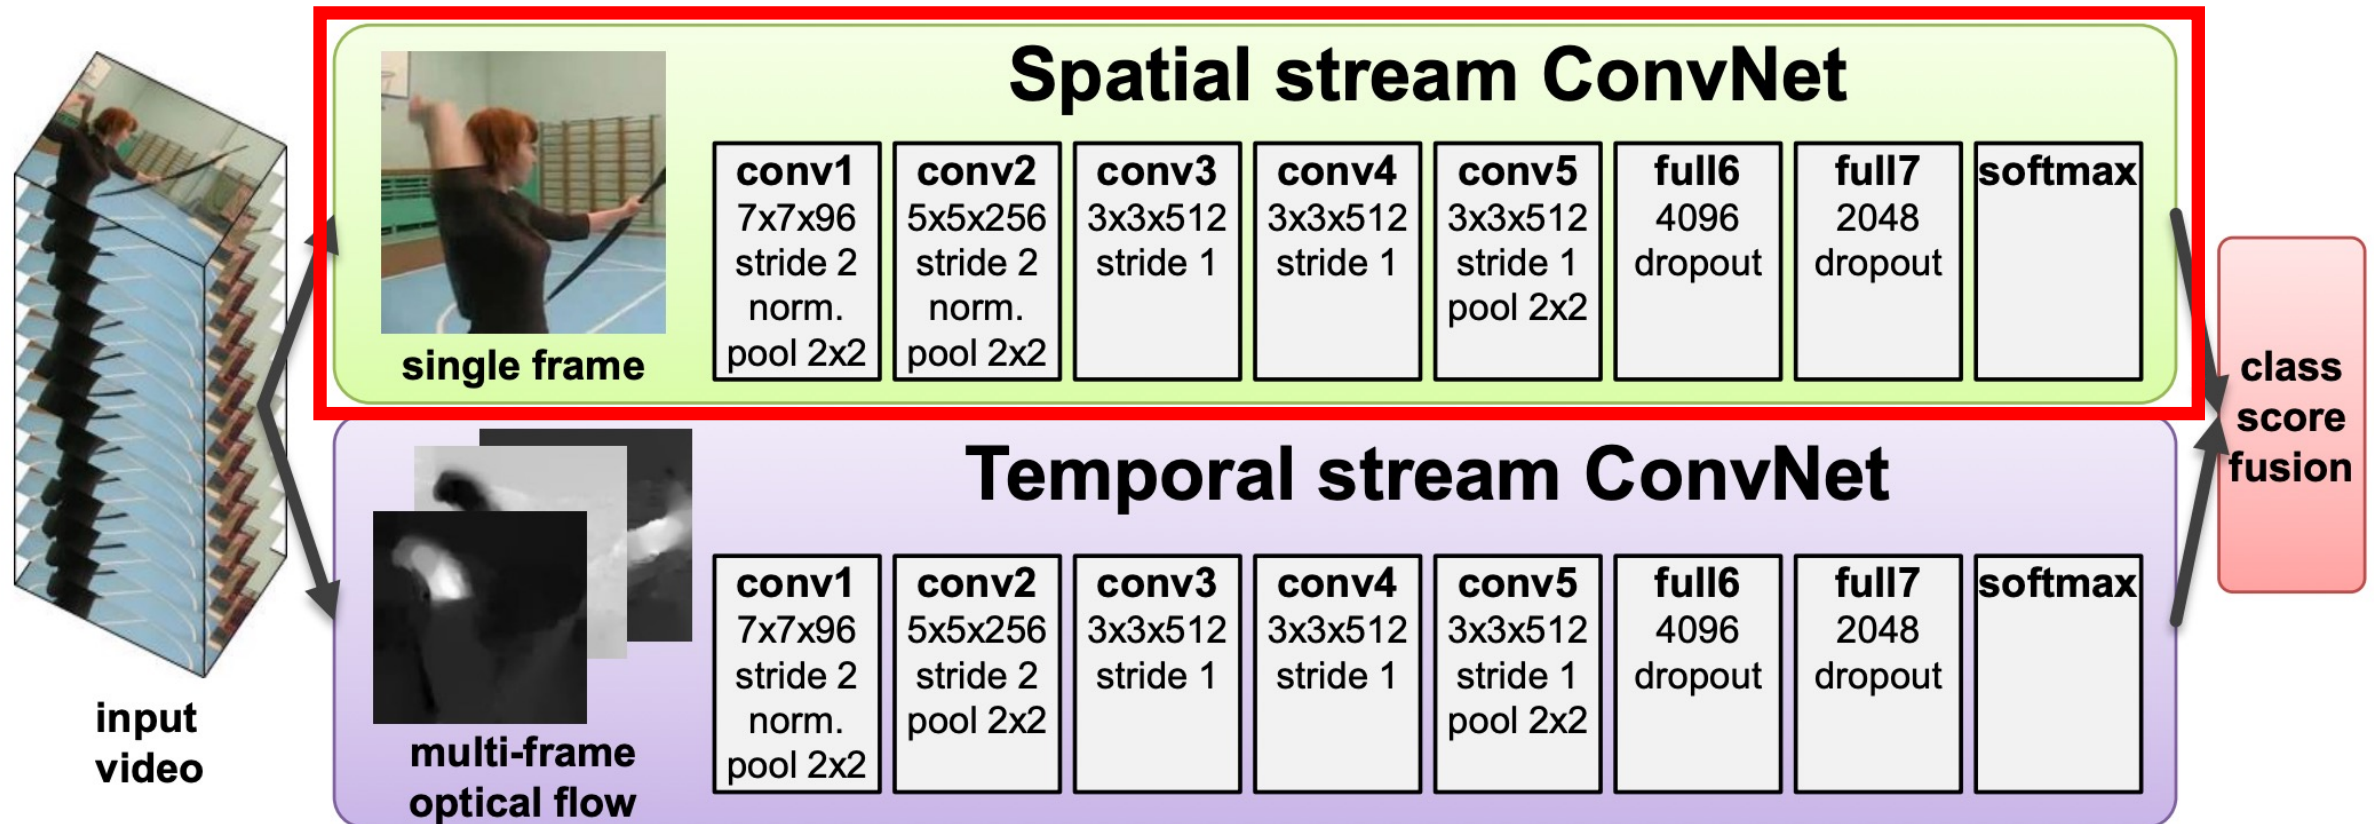 Spatial stream ConvNet
single frame
conv1
7x7x96
stride 2
norm.
pool 2x2
conv2
5x5x256
stride 2
norm.
pool 2x2
conv3
3x3x512
stride 1
conv4
3x3x512
stride 1
conv5
3x3x512
stride 1
pool 2x2
full6
4096
dropout
full7
2048
dropout
softmax
input
video
Temporal stream ConvNet
multi-frame
optical flow
conv1
7x7x96
stride 2
norm.
pool 2x2
conv2
5x5x256
stride 2
pool 2x2
conv3
3x3x512
stride 1
conv4
3x3x512
stride 1
conv5
3x3x512
stride 1
pool 2x2
full6
4096
dropout
full7
2048
dropout
softmax
class
score
fusion